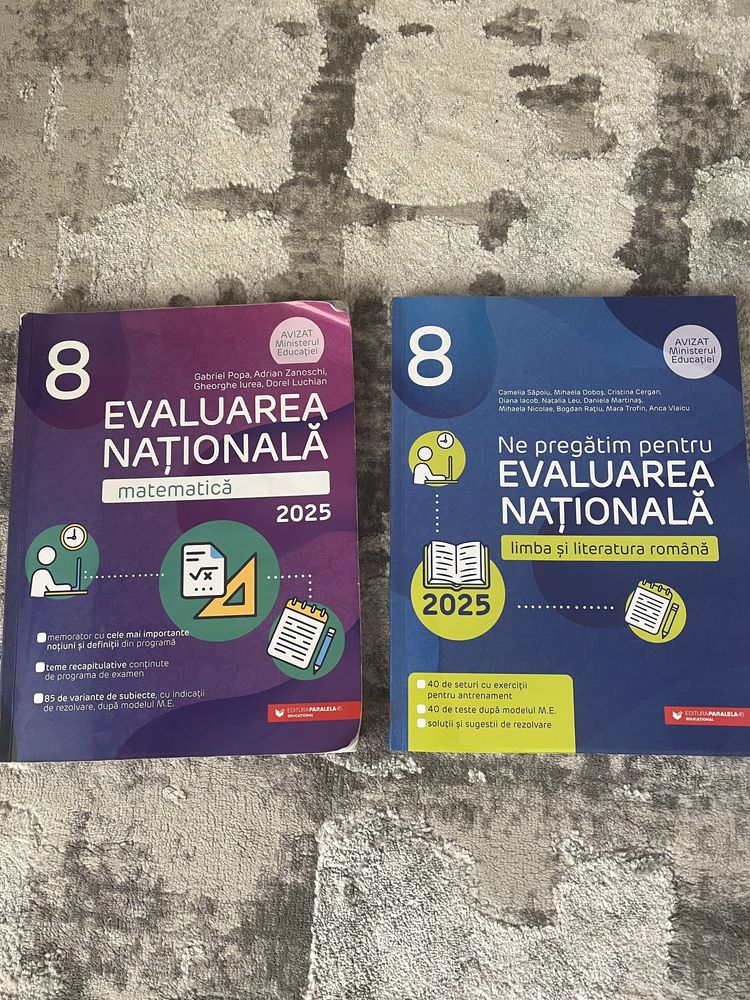 8
AVIZAT
Ministerul
Educației
Gabriel Popa, Adrian Zanoschi,
Gheorghe Iurea, Dorel Luchian
EVALUAREA
NAȚIONALĂ
matematică
2025
√x
memorator cu cele mai importante
noțiuni și definiții din programă
teme recapitulative conținute
de programa de examen
85 de variante de subiecte, cu indicații
de rezolvare, după modelul M.E.
EDITURA PARALELA 45
EDUCAȚIONAL
8
AVIZAT
Ministerul
Educației
Camelia Săpoiu, Mihaela Doboș, Cristina Cergan,
Diana Iacob, Natalia Leu, Daniela Martinaș,
Mihaela Nicolae, Bogdan Rațiu, Mara Trofin, Anca Vlaicu
Ne pregătim pentru
EVALUAREA
NAȚIONALĂ
limba și literatura română
2025
40 de seturi cu exerciții
pentru antrenament
40 de teste după modelul M.E.
soluții și sugestii de rezolvare
EDITURA PARALELA 45
EDUCAȚIONAL